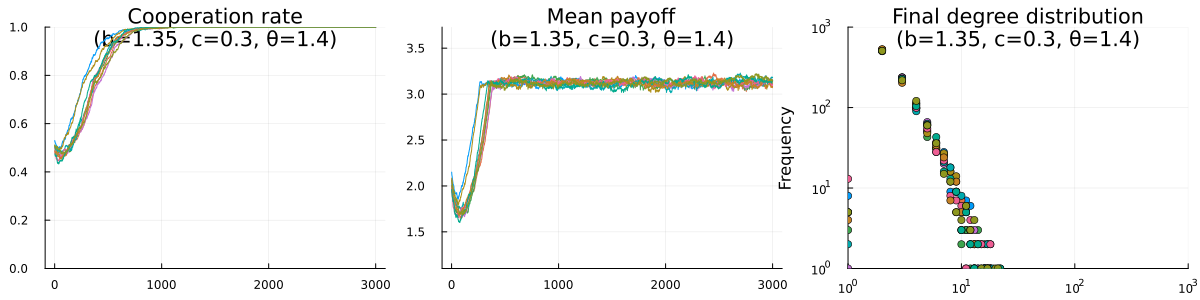 Cooperation rate
(b=1.35, c=0.3, θ=1.4)
1.0
0.8
0.6
0.4
0.2
0.0
0 1000 2000 3000
Mean payoff
(b=1.35, c=0.3, θ=1.4)
3.5
3.0
2.5
2.0
1.5
0 1000 2000 3000
Final degree distribution
(b=1.35, c=0.3, θ=1.4)
Frequency
10³
10²
10¹
10⁰
10⁰ 10¹ 10² 10³